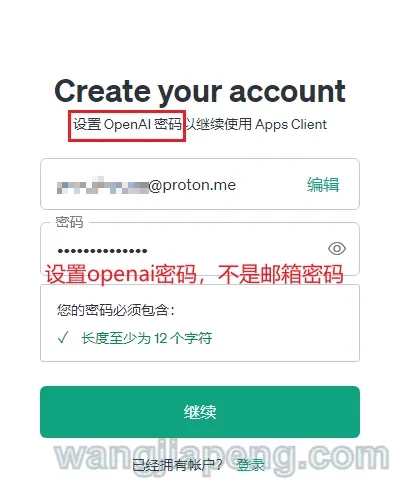 Create your account
设置 OpenAI 密码以继续使用 Apps Client
@proton.me 编辑
密码
设置openai密码，不是邮箱密码
您的密码必须包含：
✓ 长度至少为 12 个字符
继续
已经拥有帐户？ 登录
wangjiapeng.com